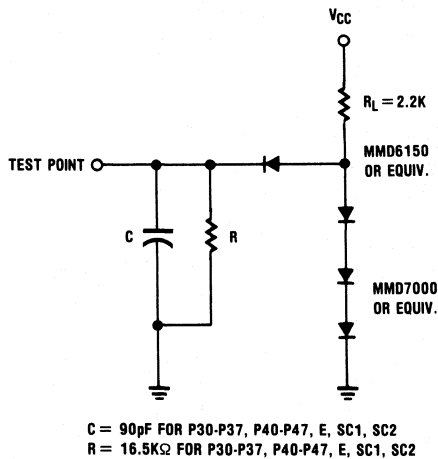 VCC
RL = 2.2K
TEST POINT
MMD6150
OR EQUIV.
C
R
MMD7000
OR EQUIV.
C = 90pF FOR P30-P37, P40-P47, E, SC1, SC2
R = 16.5KΩ FOR P30-P37, P40-P47, E, SC1, SC2